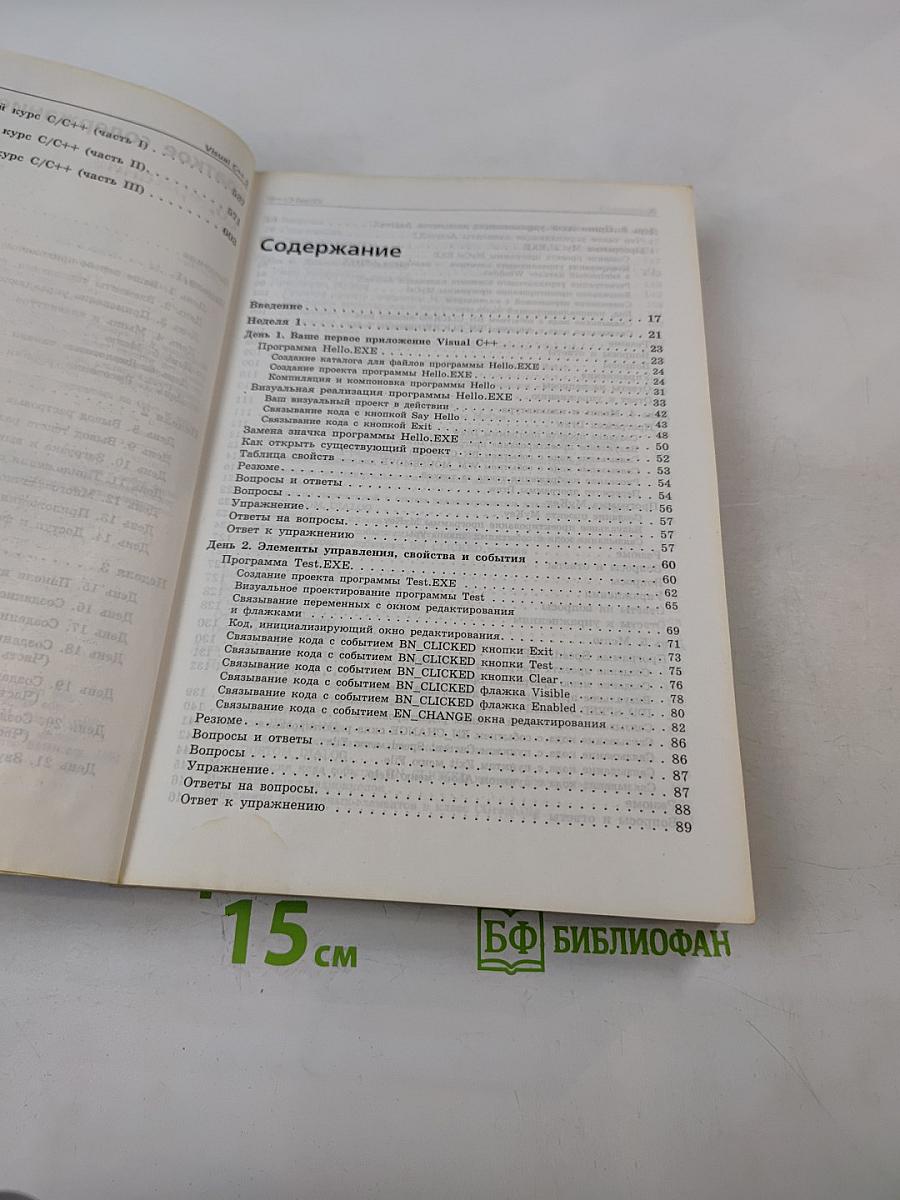 й курс C/C++ (часть I) . . .
курс C/C++ (часть II). . . . . . . .
курс C/C++ (часть III) . . . . . . .
Содержание
Введение . . . 17
Неделя 1 . . . 21
День 1. Ваше первое приложение Visual C++ . . . 23
Программа Hello.EXE . . . 23
Создание каталога для файлов программы Hello.EXE . . . 24
Создание проекта программы Hello.EXE . . . 24
Компиляция и компоновка программы Hello . . . 31
Визуальная реализация программы Hello.EXE . . . 33
Ваш визуальный проект в действии . . . 42
Связывание кода с кнопкой Say Hello . . . 43
Связывание кода с кнопкой Exit . . . 48
Замена значка программы Hello.EXE . . . 50
Как открыть существующий проект . . . 52
Таблица свойств . . . 53
Резюме . . . 54
Вопросы и ответы . . . 54
Вопросы . . . 56
Упражнение . . . 57
Ответы на вопросы. . . . 57
Ответ к упражнению . . . 57
День 2. Элементы управления, свойства и события . . . 60
Программа Test.EXE. . . . 60
Создание проекта программы Test.EXE . . . 62
Визуальное проектирование программы Test . . . 65
Связывание переменных с окном редактирования
и флажками . . . 69
Код, инициализирующий окно редактирования. . . . 71
Связывание кода с событием BN_CLICKED кнопки Exit . . . 73
Связывание кода с событием BN_CLICKED кнопки Test . . . 75
Связывание кода с событием BN_CLICKED кнопки Clear . . . 76
Связывание кода с событием BN_CLICKED флажка Visible . . . 78
Связывание кода с событием BN_CLICKED флажка Enabled . . . 80
Связывание кода с событием EN_CHANGE окна редактирования . . . 82
Резюме . . . 86
Вопросы и ответы . . . 86
Вопросы . . . 87
Упражнение . . . 87
Ответы на вопросы. . . . 88
Ответ к упражнению . . . 89
15 см
БФ БИБЛИОФАН